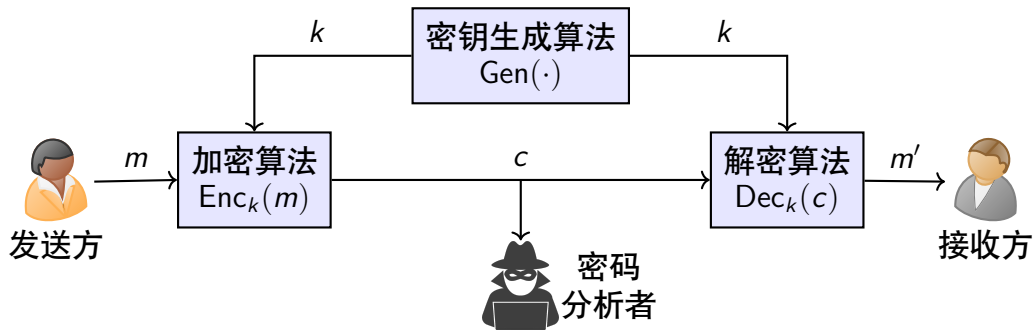 k
密钥生成算法
Gen(·)
k
m
加密算法
Enc_k(m)
c
解密算法
Dec_k(c)
m′
发送方
密码
分析者
接收方